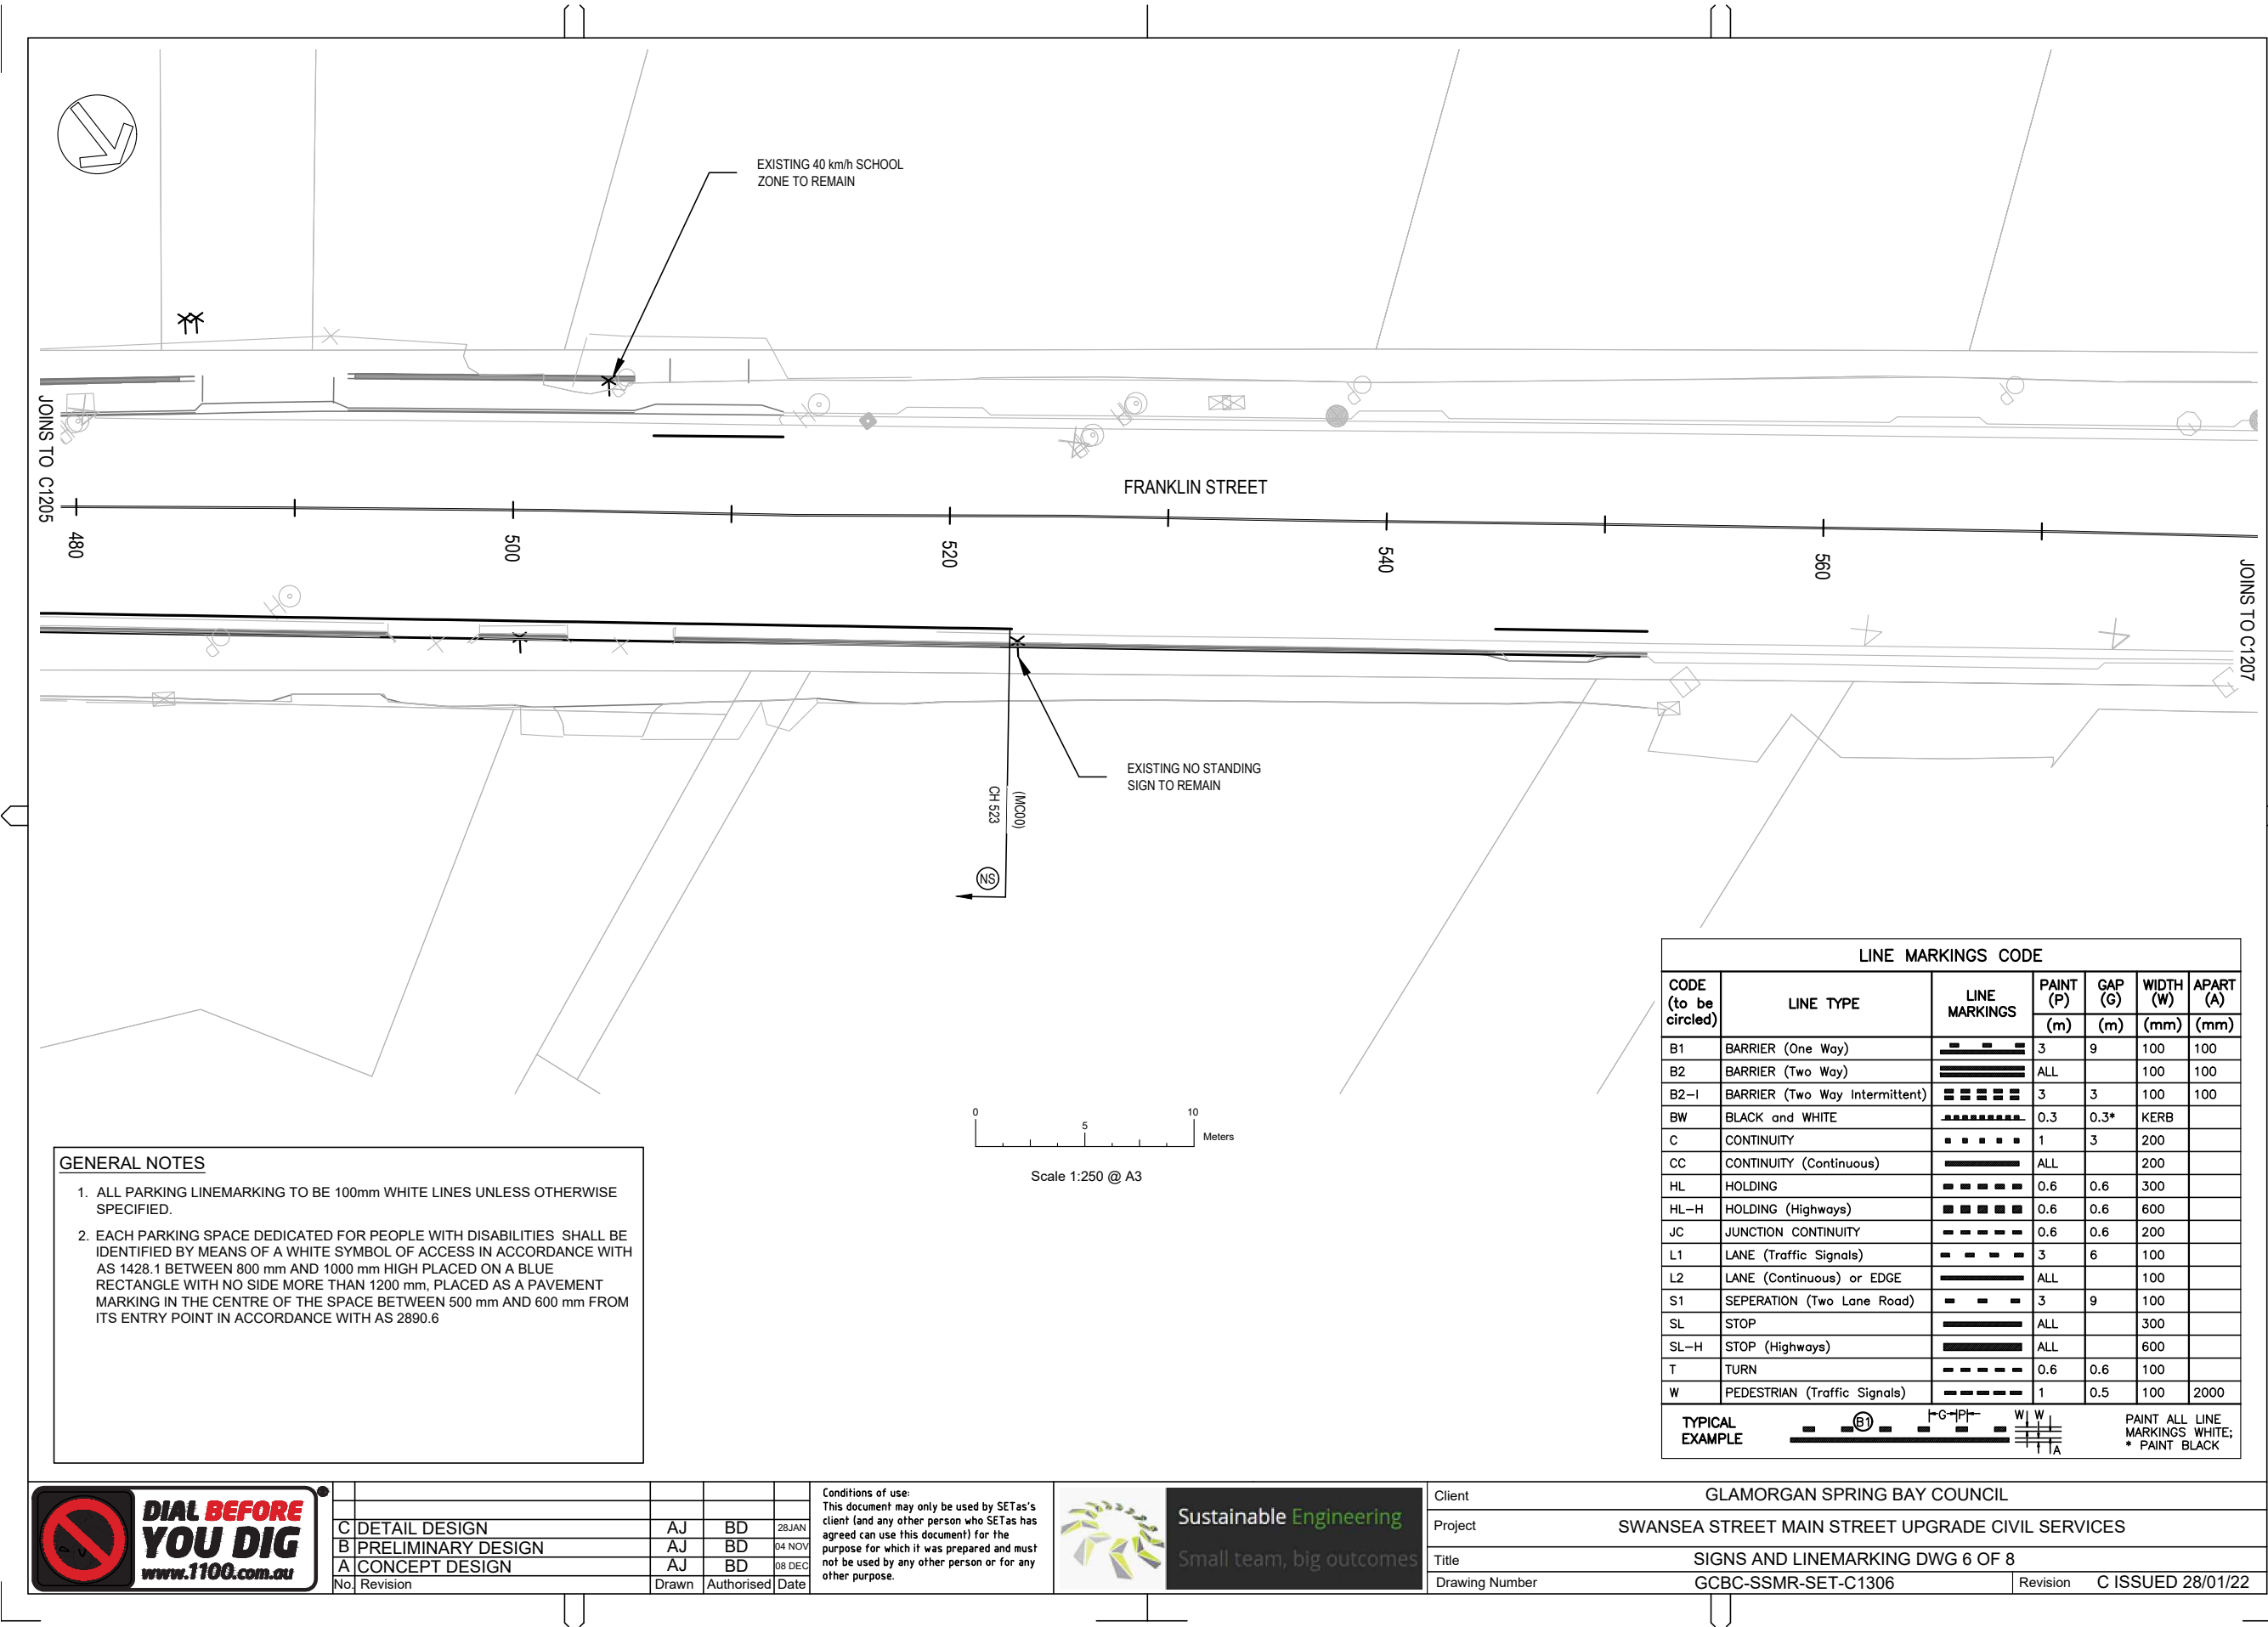 EXISTING 40 km/h SCHOOL
ZONE TO REMAIN
JOINS TO C1205
FRANKLIN STREET
480
500
520
540
560
JOINS TO C1207
EXISTING NO STANDING
SIGN TO REMAIN
(MC00)
CH 523
NS
0
5
10
Meters
Scale 1:250 @ A3
GENERAL NOTES
1. ALL PARKING LINEMARKING TO BE 100mm WHITE LINES UNLESS OTHERWISE
SPECIFIED.
2. EACH PARKING SPACE DEDICATED FOR PEOPLE WITH DISABILITIES SHALL BE
IDENTIFIED BY MEANS OF A WHITE SYMBOL OF ACCESS IN ACCORDANCE WITH
AS 1428.1 BETWEEN 800 mm AND 1000 mm HIGH PLACED ON A BLUE
RECTANGLE WITH NO SIDE MORE THAN 1200 mm, PLACED AS A PAVEMENT
MARKING IN THE CENTRE OF THE SPACE BETWEEN 500 mm AND 600 mm FROM
ITS ENTRY POINT IN ACCORDANCE WITH AS 2890.6
LINE MARKINGS CODE
CODE (to be circled) LINE TYPE LINE MARKINGS PAINT (P) (m) GAP (G) (m) WIDTH (W) (mm) APART (A) (mm)
B1 BARRIER (One Way) 3 9 100 100
B2 BARRIER (Two Way) ALL 100 100
B2-I BARRIER (Two Way Intermittent) 3 3 100 100
BW BLACK and WHITE 0.3 0.3* KERB
C CONTINUITY 1 3 200
CC CONTINUITY (Continuous) ALL 200
HL HOLDING 0.6 0.6 300
HL-H HOLDING (Highways) 0.6 0.6 600
JC JUNCTION CONTINUITY 0.6 0.6 200
L1 LANE (Traffic Signals) 3 6 100
L2 LANE (Continuous) or EDGE ALL 100
S1 SEPERATION (Two Lane Road) 3 9 100
SL STOP ALL 300
SL-H STOP (Highways) ALL 600
T TURN 0.6 0.6 100
W PEDESTRIAN (Traffic Signals) 1 0.5 100 2000
TYPICAL
EXAMPLE
B1
G P
W W
A
PAINT ALL LINE
MARKINGS WHITE;
* PAINT BLACK
DIAL BEFORE
YOU DIG
www.1100.com.au
C DETAIL DESIGN AJ BD 28JAN
B PRELIMINARY DESIGN AJ BD 04 NOV
A CONCEPT DESIGN AJ BD 08 DEC
No. Revision Drawn Authorised Date
Conditions of use:
This document may only be used by SETas's
client (and any other person who SETas has
agreed can use this document) for the
purpose for which it was prepared and must
not be used by any other person or for any
other purpose.
Sustainable Engineering
Small team, big outcomes
Client GLAMORGAN SPRING BAY COUNCIL
Project SWANSEA STREET MAIN STREET UPGRADE CIVIL SERVICES
Title SIGNS AND LINEMARKING DWG 6 OF 8
Drawing Number GCBC-SSMR-SET-C1306 Revision C ISSUED 28/01/22